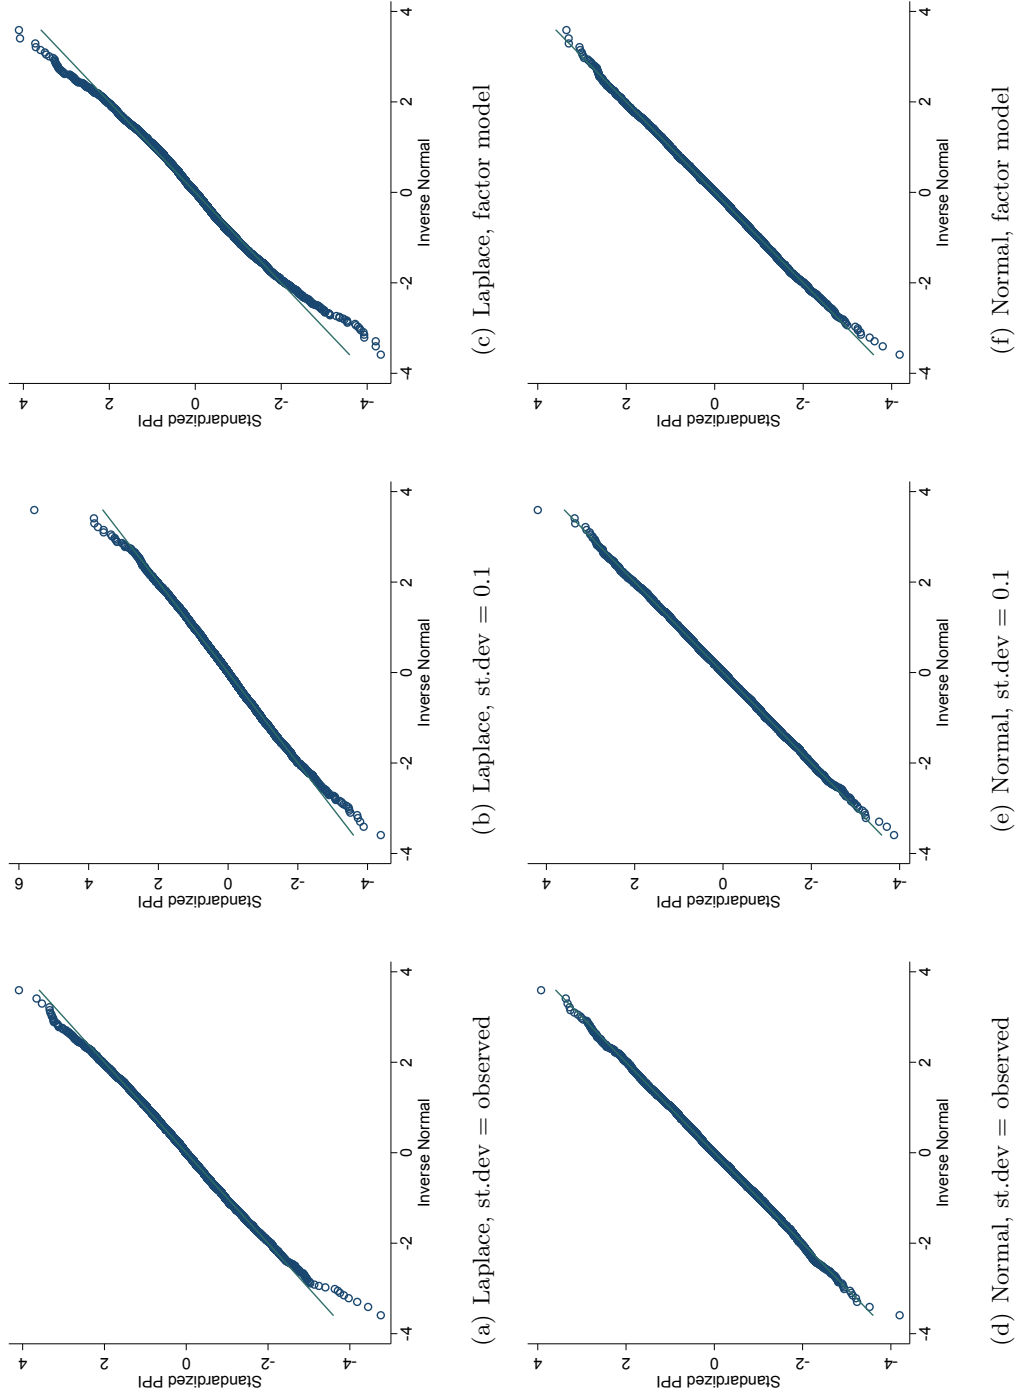 Standardized PPI
4
2
0
-2
-4
-4 -2 0 2 4
Inverse Normal
(a) Laplace, st.dev = observed
Standardized PPI
6
4
2
0
-2
-4
-4 -2 0 2 4
Inverse Normal
(b) Laplace, st.dev = 0.1
Standardized PPI
4
2
0
-2
-4
-4 -2 0 2 4
Inverse Normal
(c) Laplace, factor model
Standardized PPI
4
2
0
-2
-4
-4 -2 0 2 4
Inverse Normal
(d) Normal, st.dev = observed
Standardized PPI
4
2
0
-2
-4
-4 -2 0 2 4
Inverse Normal
(e) Normal, st.dev = 0.1
Standardized PPI
4
2
0
-2
-4
-4 -2 0 2 4
Inverse Normal
(f) Normal, factor model